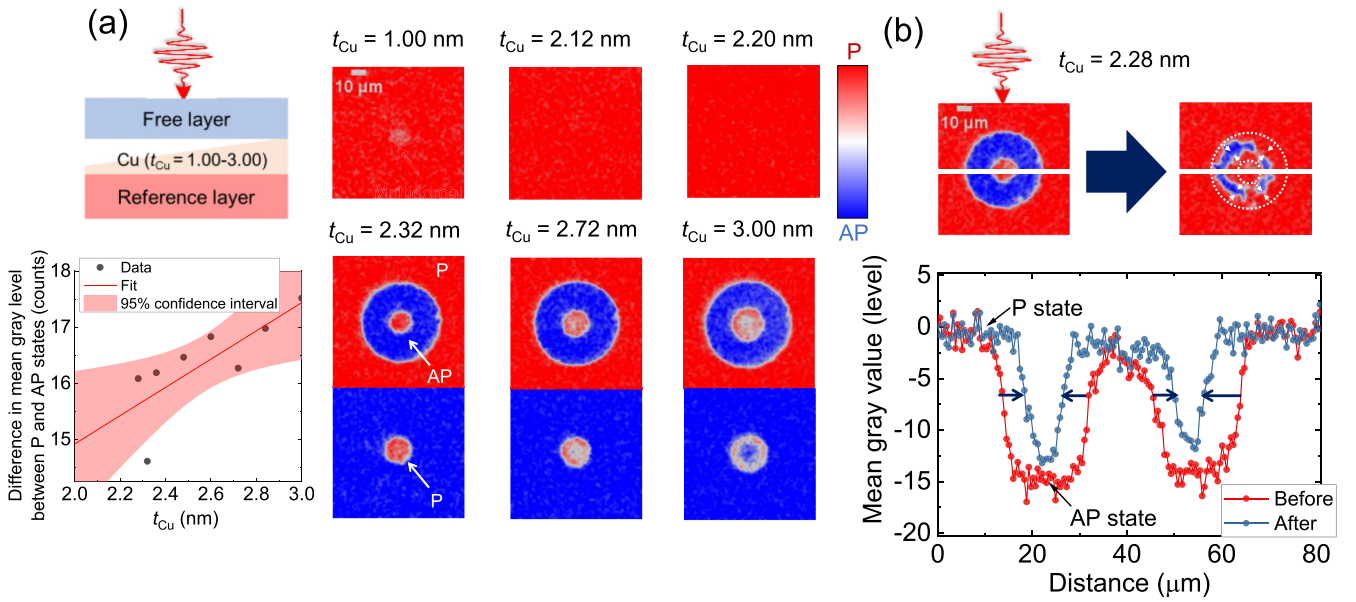 (a)
Free layer
Cu (tCu = 1.00-3.00)
Reference layer
tCu = 1.00 nm
tCu = 2.12 nm
tCu = 2.20 nm
10 µm
P
AP
tCu = 2.32 nm
tCu = 2.72 nm
tCu = 3.00 nm
P
AP
P
Difference in mean gray level
between P and AP states (counts)
18
17
16
15
Data
Fit
95% confidence interval
2.0
2.2
2.4
2.6
2.8
3.0
tCu (nm)
(b)
tCu = 2.28 nm
10 µm
Mean gray value (level)
5
0
−5
−10
−15
−20
P state
AP state
Before
After
0
20
40
60
80
Distance (µm)